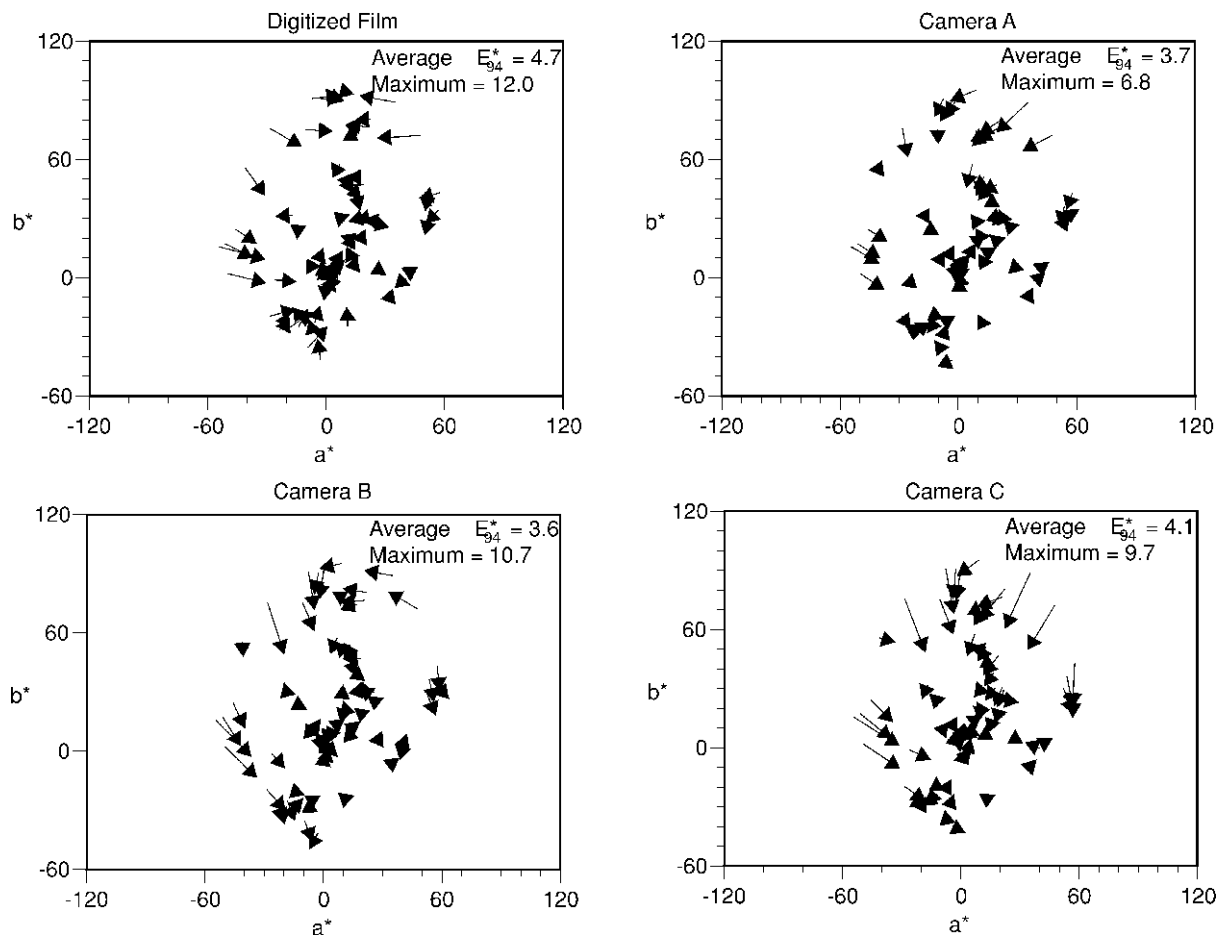 Digitized Film
Average E*94 = 4.7
Maximum = 12.0
120
60
b*
0
-60
-120 -60 0 60 120
a*
Camera A
Average E*94 = 3.7
Maximum = 6.8
120
60
b*
0
-60
-120 -60 0 60 120
a*
Camera B
Average E*94 = 3.6
Maximum = 10.7
120
60
b*
0
-60
-120 -60 0 60 120
a*
Camera C
Average E*94 = 4.1
Maximum = 9.7
120
60
b*
0
-60
-120 -60 0 60 120
a*